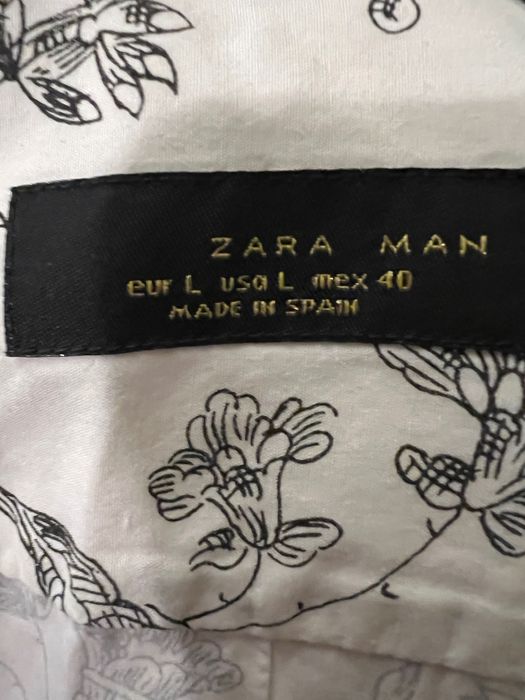 ZARA MAN
eur L usa L mex 40
MADE IN SPAIN